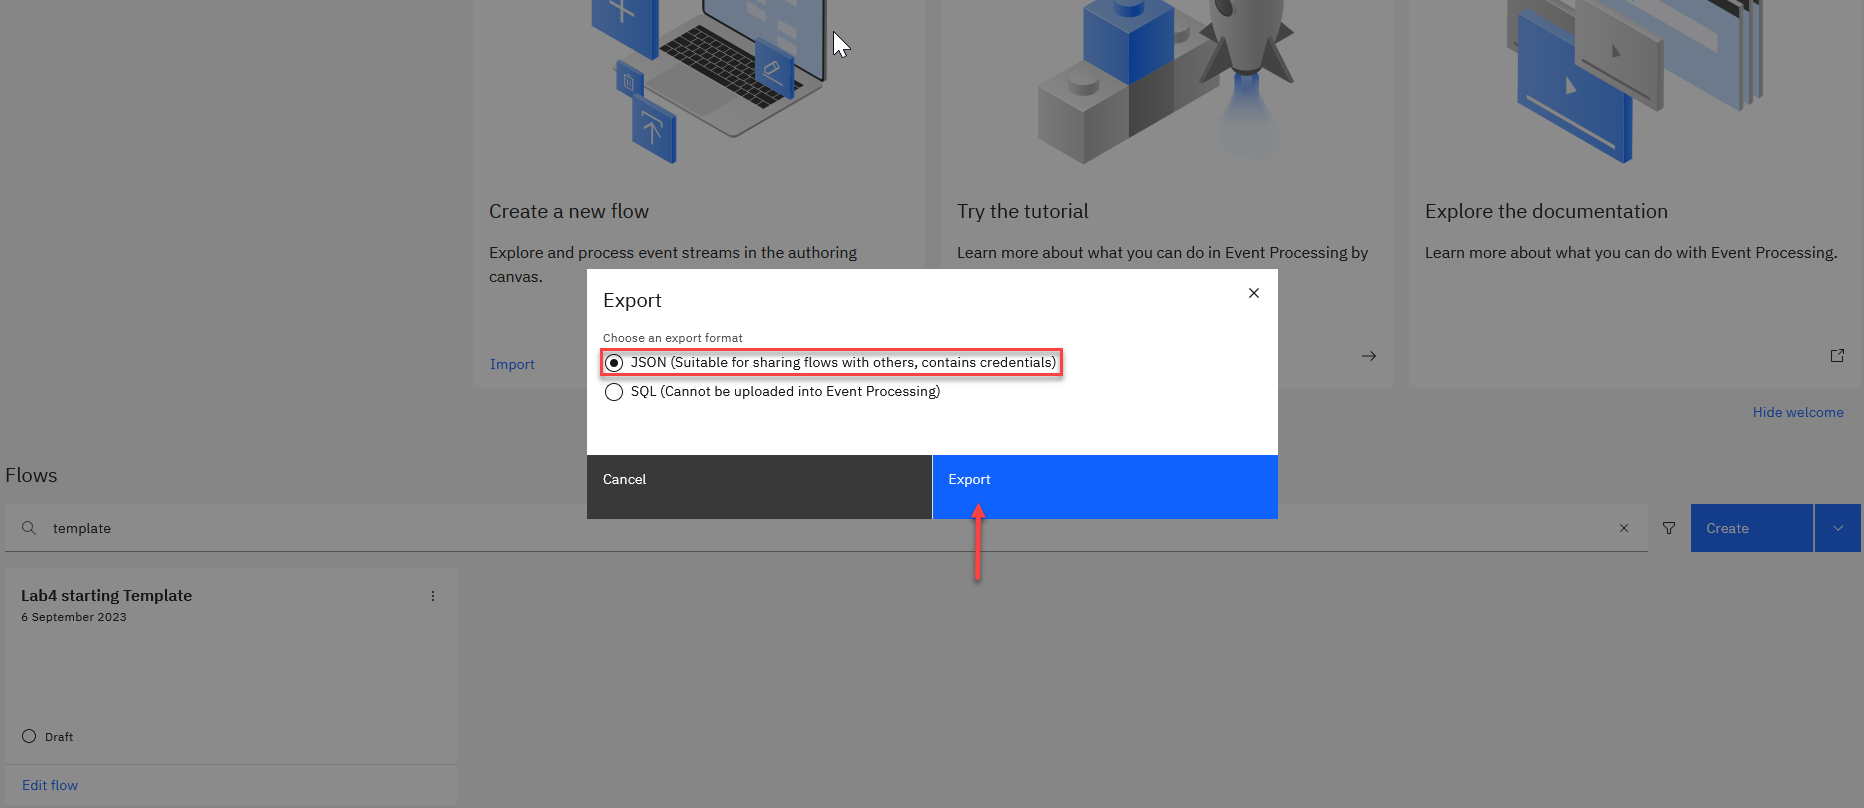 Create a new flow
Explore and process event streams in the authoring
canvas.
Import
Try the tutorial
Learn more about what you can do in Event Processing by
Explore the documentation
Learn more about what you can do with Event Processing.
Export
Choose an export format
JSON (Suitable for sharing flows with others, contains credentials)
SQL (Cannot be uploaded into Event Processing)
Cancel
Export
Hide welcome
Flows
template
Create
Lab4 starting Template
6 September 2023
Draft
Edit flow